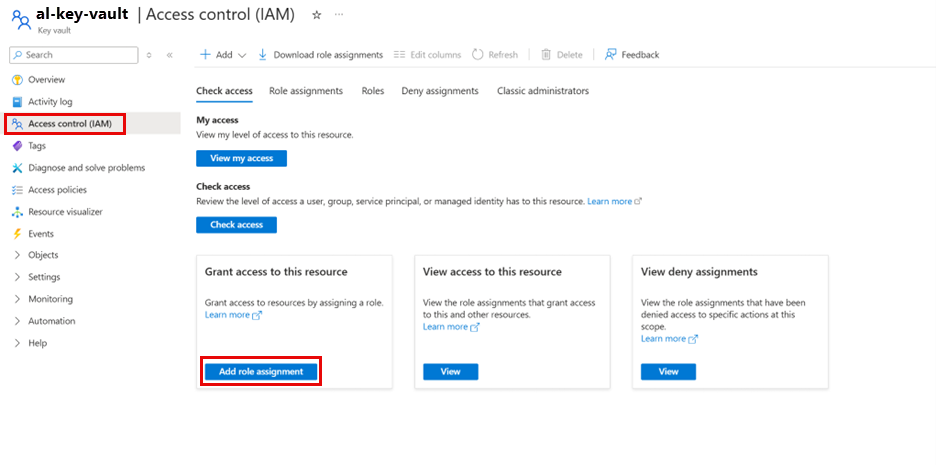 al-key-vault | Access control (IAM) ☆ ···
Key vault
Search
Overview
Activity log
Access control (IAM)
Tags
Diagnose and solve problems
Access policies
Resource visualizer
Events
Objects
Settings
Monitoring
Automation
Help
Add Download role assignments Edit columns Refresh Delete Feedback
Check access Role assignments Roles Deny assignments Classic administrators
My access
View my level of access to this resource.
View my access
Check access
Review the level of access a user, group, service principal, or managed identity has to this resource. Learn more
Check access
Grant access to this resource
Grant access to resources by assigning a role.
Learn more
Add role assignment
View access to this resource
View the role assignments that grant access
to this and other resources.
Learn more
View
View deny assignments
View the role assignments that have been
denied access to specific actions at this
scope.
Learn more
View